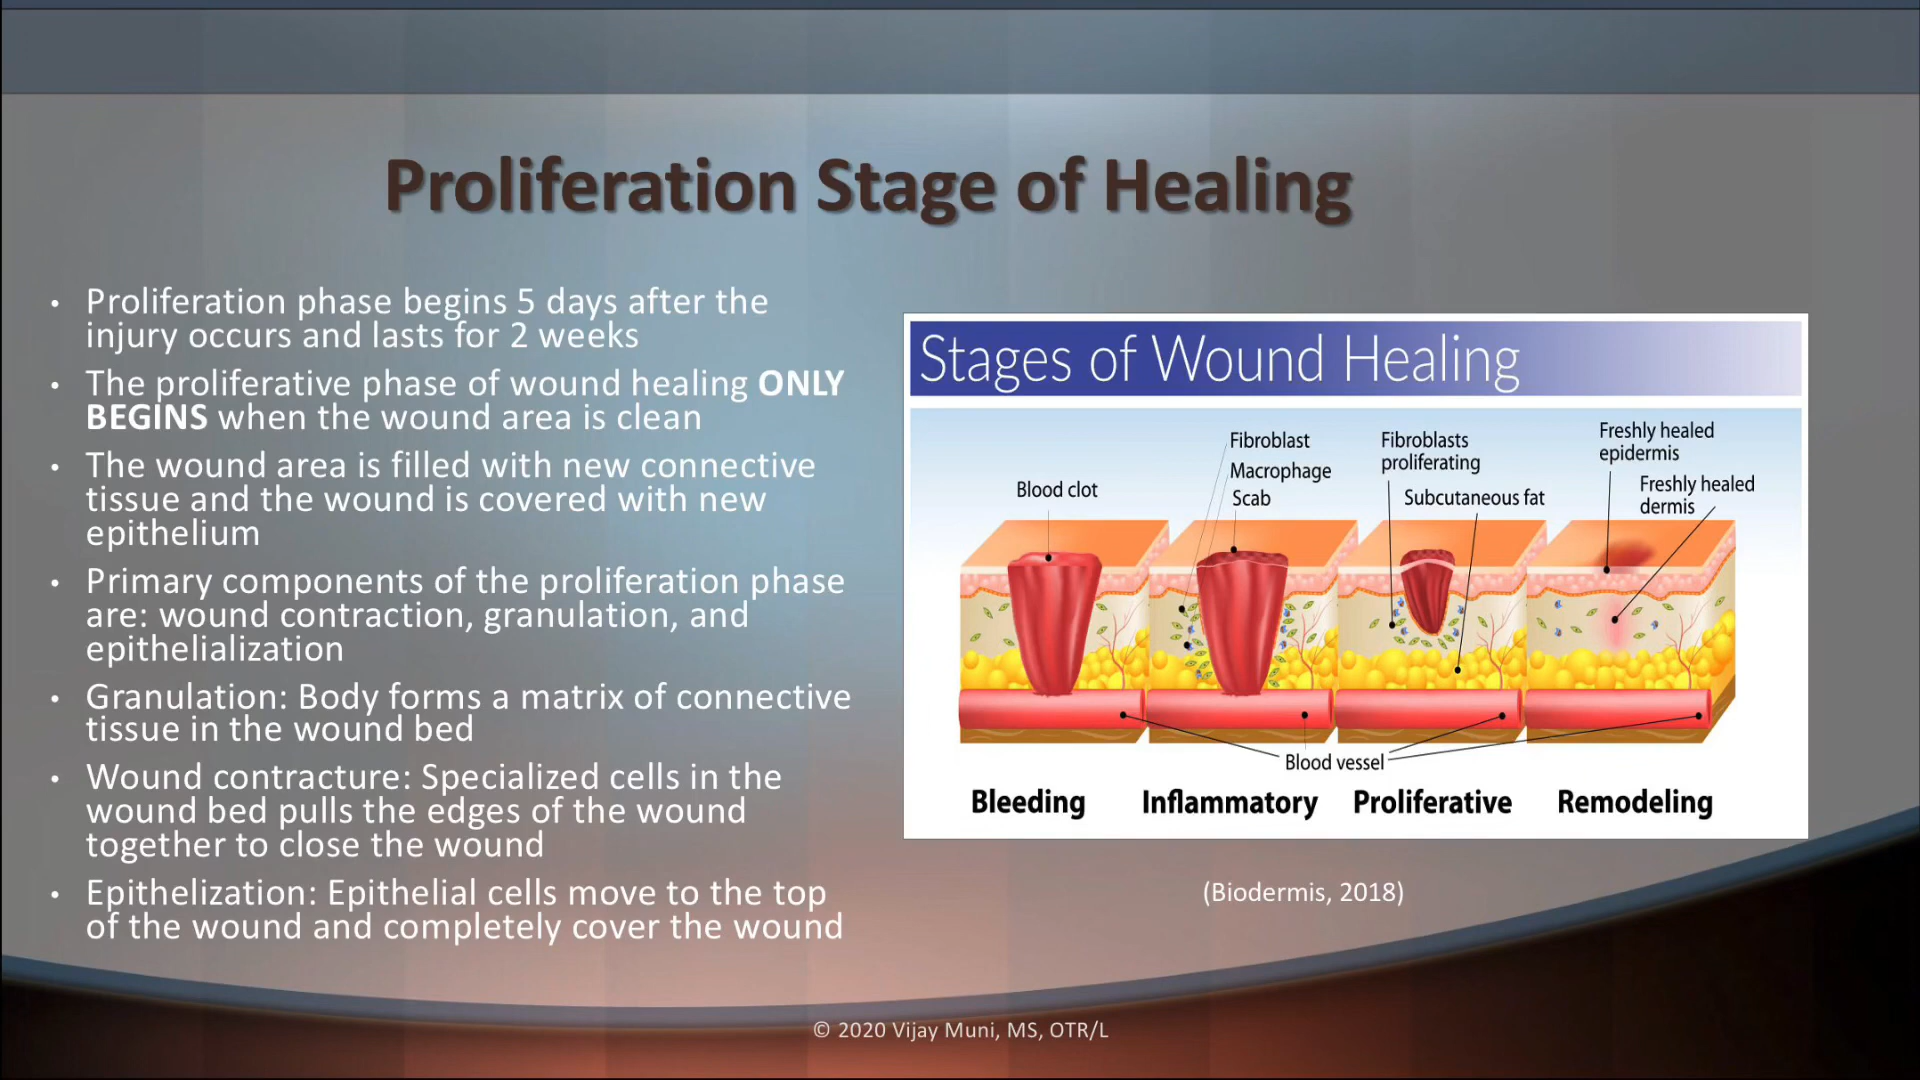 Proliferation Stage of Healing
• Proliferation phase begins 5 days after the
injury occurs and lasts for 2 weeks
• The proliferative phase of wound healing ONLY
BEGINS when the wound area is clean
• The wound area is filled with new connective
tissue and the wound is covered with new
epithelium
• Primary components of the proliferation phase
are: wound contraction, granulation, and
epithelialization
• Granulation: Body forms a matrix of connective
tissue in the wound bed
• Wound contracture: Specialized cells in the
wound bed pulls the edges of the wound
together to close the wound
• Epithelization: Epithelial cells move to the top
of the wound and completely cover the wound
Stages of Wound Healing
Blood clot
Fibroblast
Macrophage
Scab
Fibroblasts
proliferating
Subcutaneous fat
Freshly healed
epidermis
Freshly healed
dermis
Blood vessel
Bleeding
Inflammatory
Proliferative
Remodeling
(Biodermis, 2018)
© 2020 Vijay Muni, MS, OTR/L